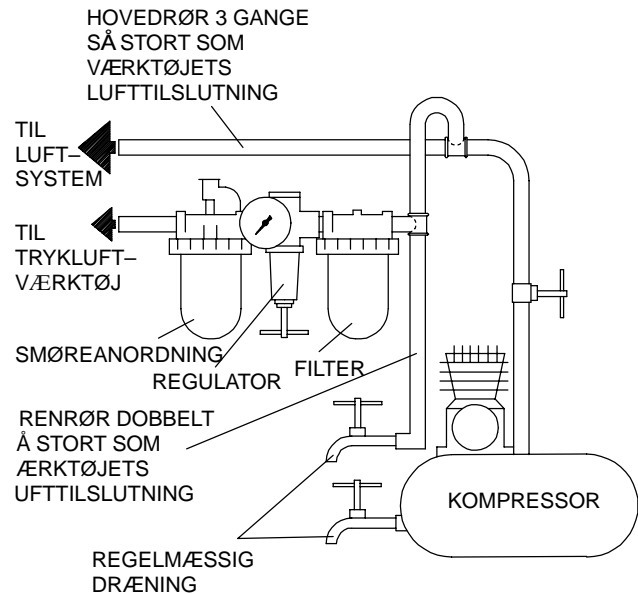 HOVEDRØR 3 GANGE
SÅ STORT SOM
VÆRKTØJETS
LUFTTILSLUTNING
TIL
LUFT–
SYSTEM
TIL
TRYKLUFT–
VÆRKTØJ
SMØREANORDNING
REGULATOR
FILTER
RENRØR DOBBELT
Å STORT SOM
ÆRKTØJETS
UFTTILSLUTNING
KOMPRESSOR
REGELMÆSSIG
DRÆNING